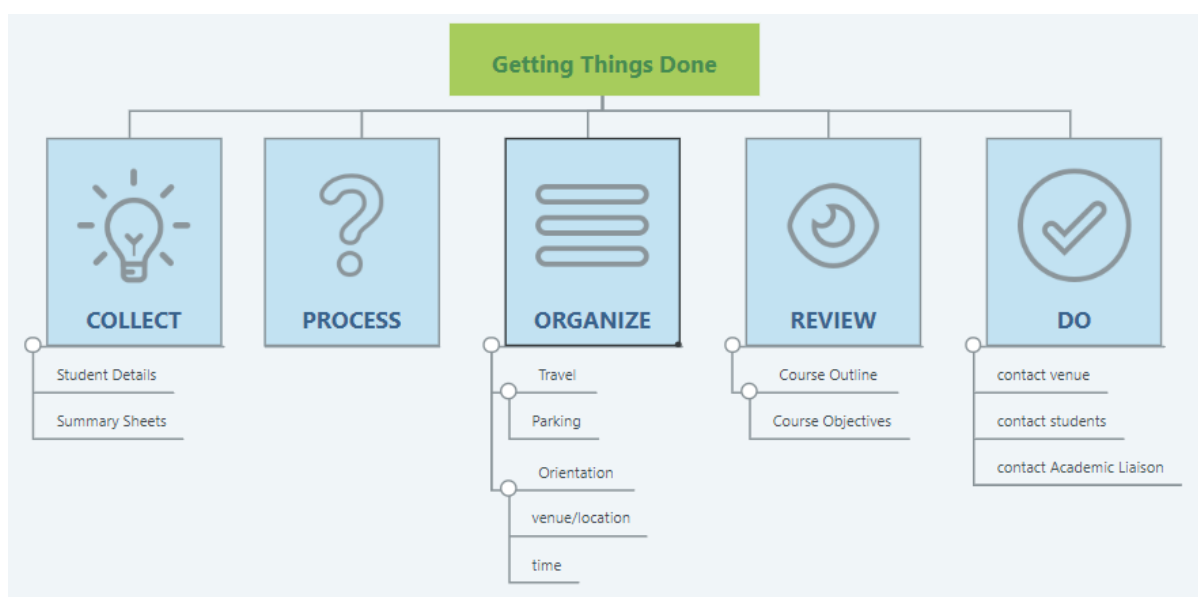 Getting Things Done
COLLECT
Student Details
Summary Sheets
PROCESS
ORGANIZE
Travel
Parking
Orientation
venue/location
time
REVIEW
Course Outline
Course Objectives
DO
contact venue
contact students
contact Academic Liaison